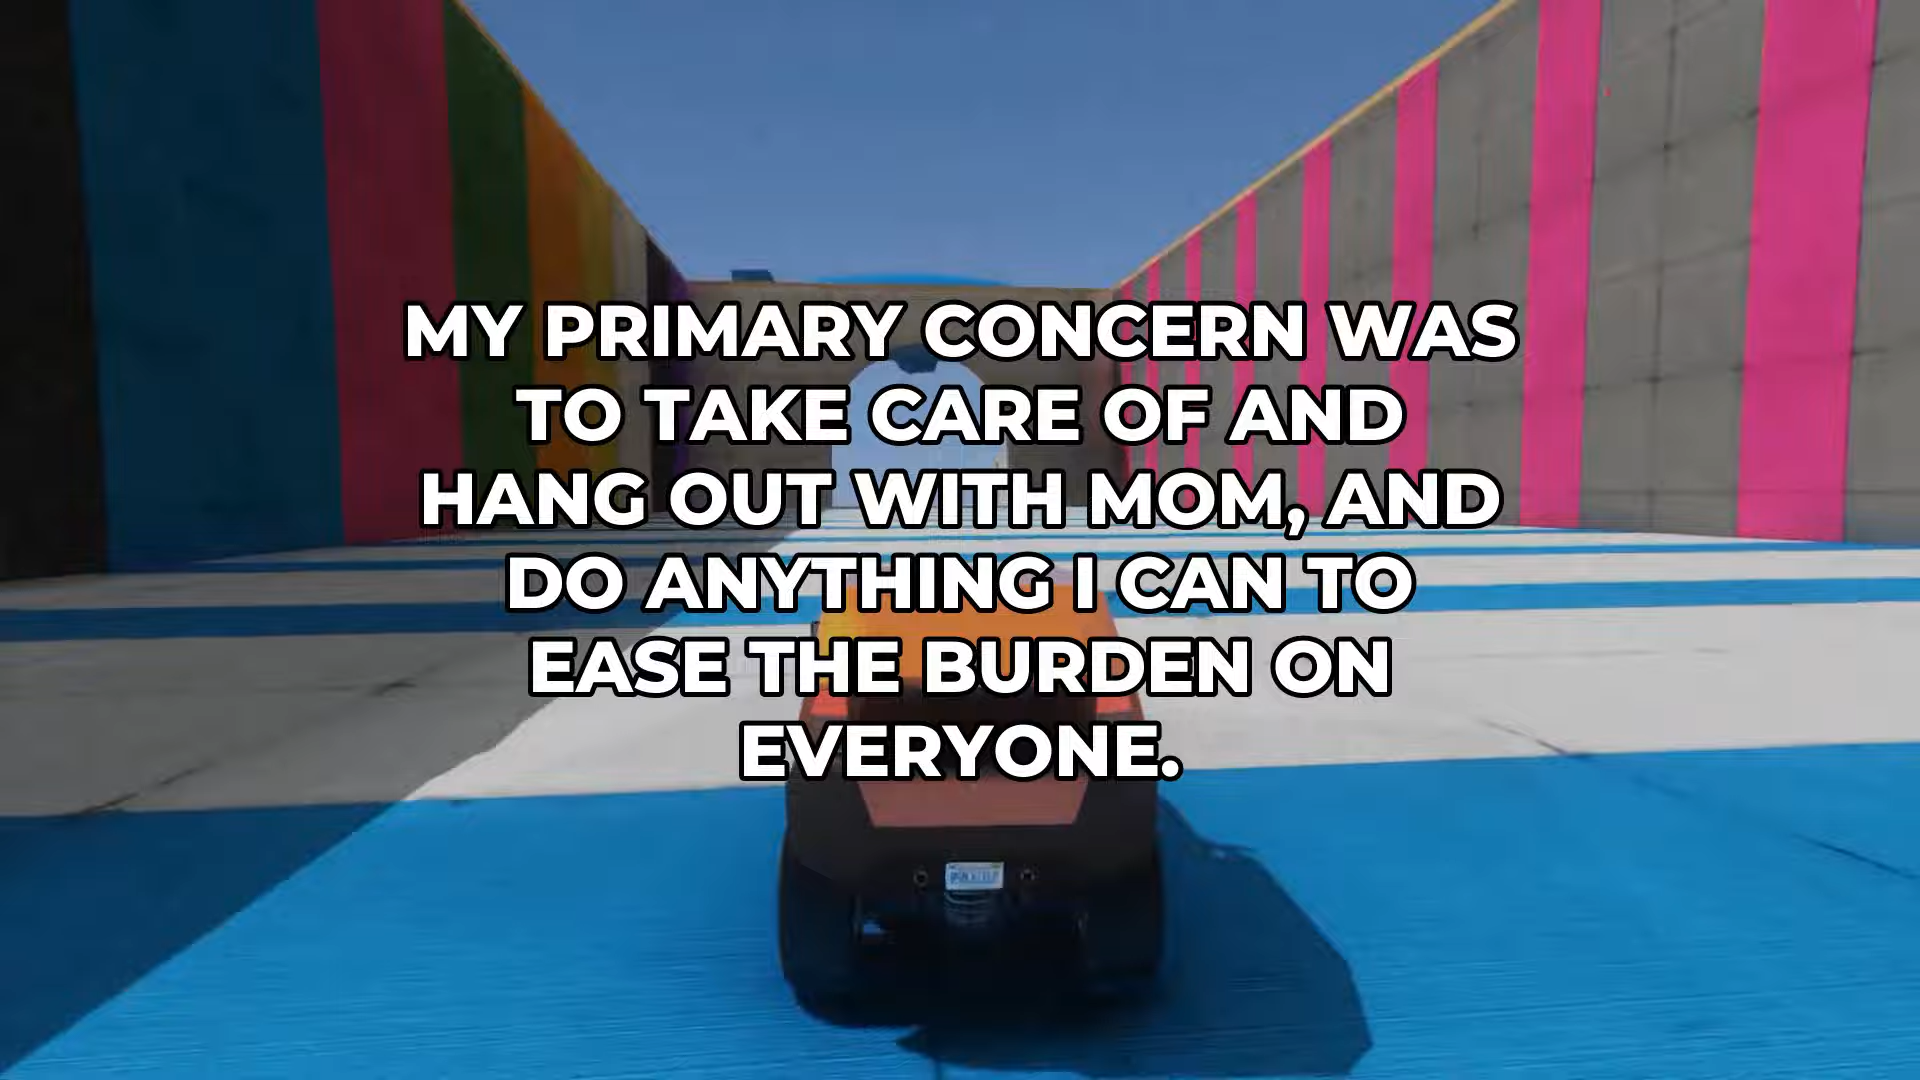 MY PRIMARY CONCERN WAS
TO TAKE CARE OF AND
HANG OUT WITH MOM, AND
DO ANYTHING I CAN TO
EASE THE BURDEN ON
EVERYONE.